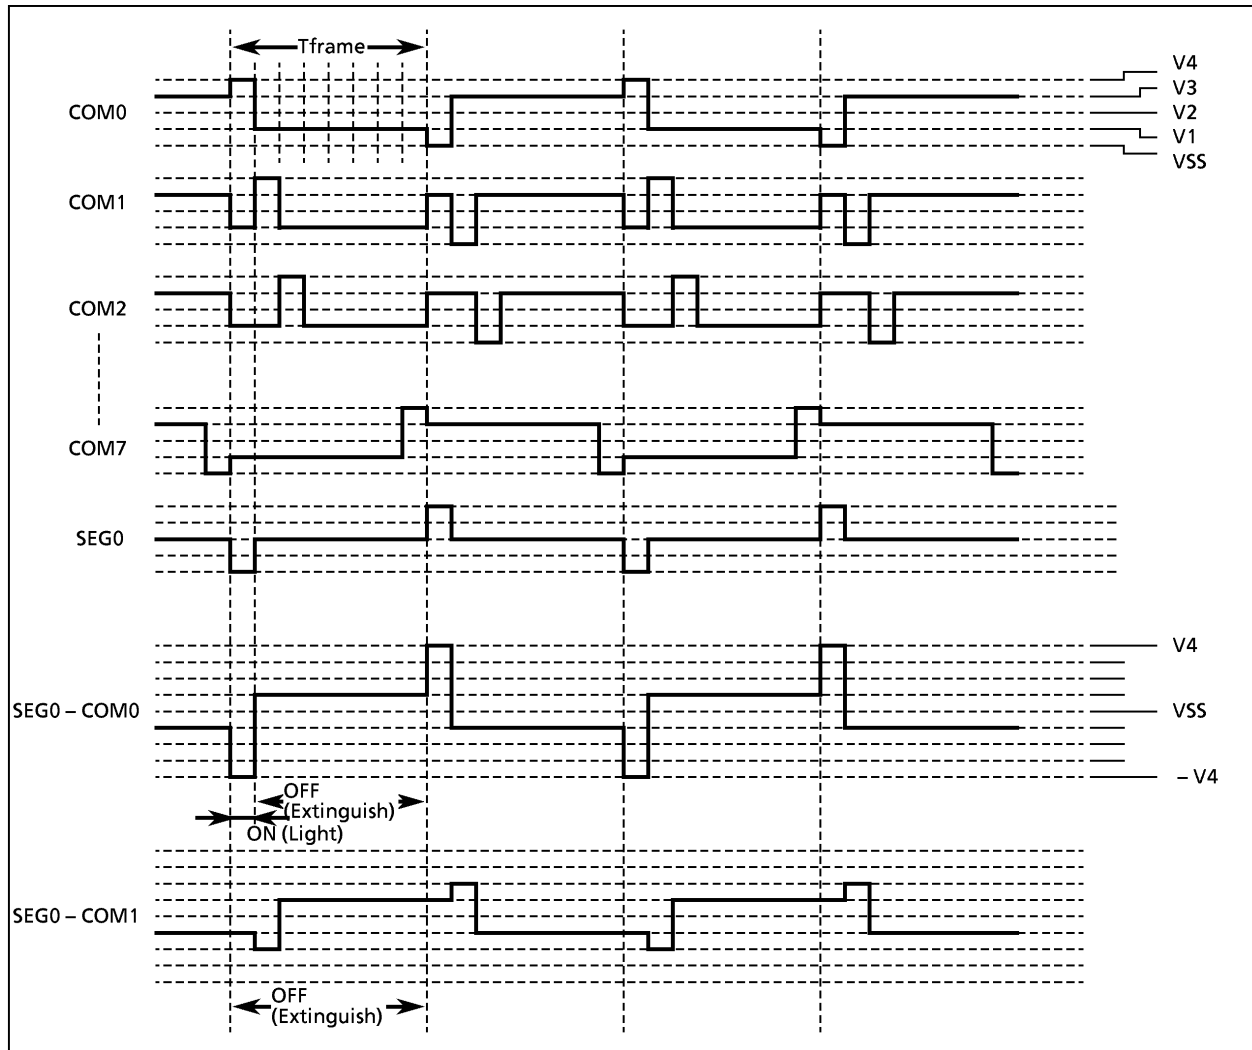 Tframe
V4
V3
COM0
V2
V1
VSS
COM1
COM2
COM7
SEG0
V4
SEG0 – COM0
VSS
– V4
OFF
(Extinguish)
ON (Light)
SEG0 – COM1
OFF
(Extinguish)